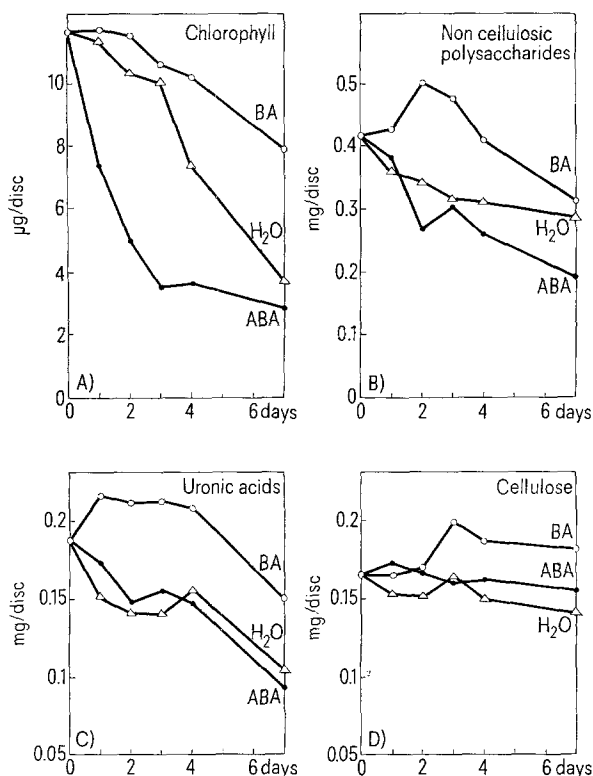 Chlorophyll
10
8
6
4
2
0
µg/disc
BA
H₂O
ABA
A)
0 2 4 6 days
Non cellulosic
polysaccharides
0.5
0.4
0.3
0.2
0.1
0
mg/disc
BA
H₂O
ABA
B)
0 2 4 6 days
Uronic acids
0.2
0.15
0.1
0.05
mg/disc
BA
H₂O
ABA
C)
0 2 4 6 days
Cellulose
0.2
0.15
0.1
0.05
mg/disc
BA
ABA
H₂O
D)
0 2 4 6 days